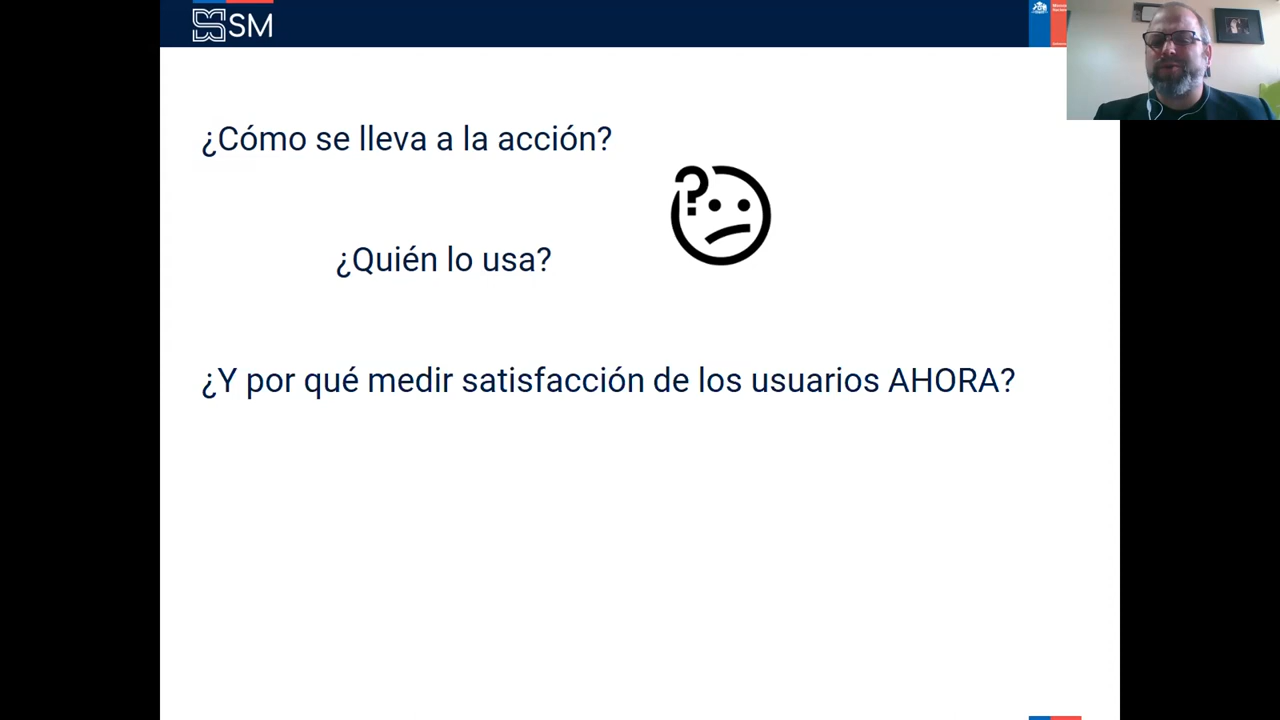 SM
¿Cómo se lleva a la acción?
¿Quién lo usa?
¿Y por qué medir satisfacción de los usuarios AHORA?